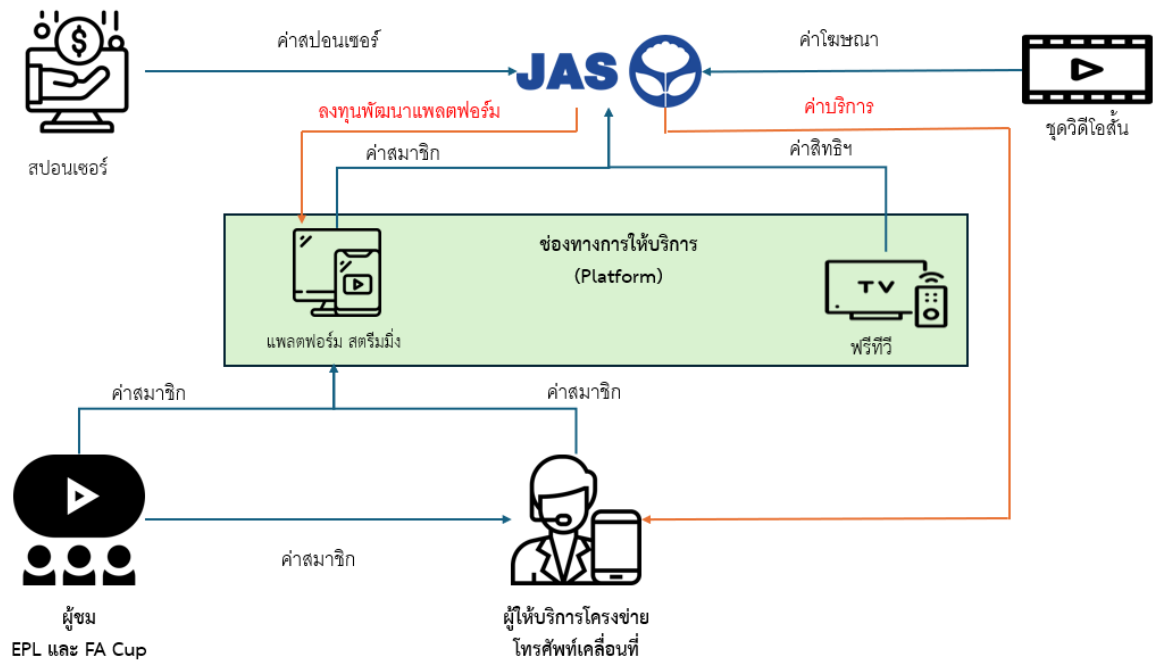 ค่าสปอนเซอร์
ค่าโฆษณา
JAS
ลงทุนพัฒนาแพลตฟอร์ม
ค่าบริการ
ชุดวิดีโอสั้น
สปอนเซอร์
ค่าสมาชิก
ค่าสิทธิฯ
ช่องทางการให้บริการ
(Platform)
TV
แพลตฟอร์ม สตรีมมิ่ง
ฟรีทีวี
ค่าสมาชิก
ค่าสมาชิก
ค่าสมาชิก
ผู้ชม
EPL และ FA Cup
ผู้ให้บริการโครงข่าย
โทรศัพท์เคลื่อนที่